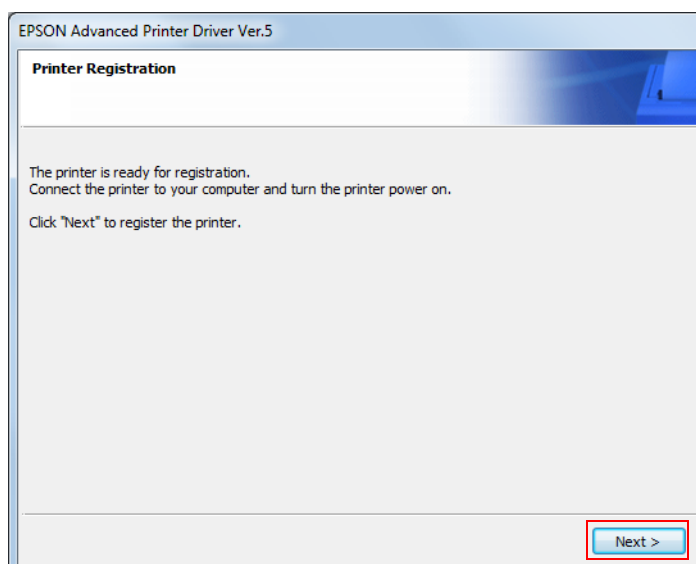 EPSON Advanced Printer Driver Ver.5
Printer Registration
The printer is ready for registration.
Connect the printer to your computer and turn the printer power on.
Click "Next" to register the printer.
Next >